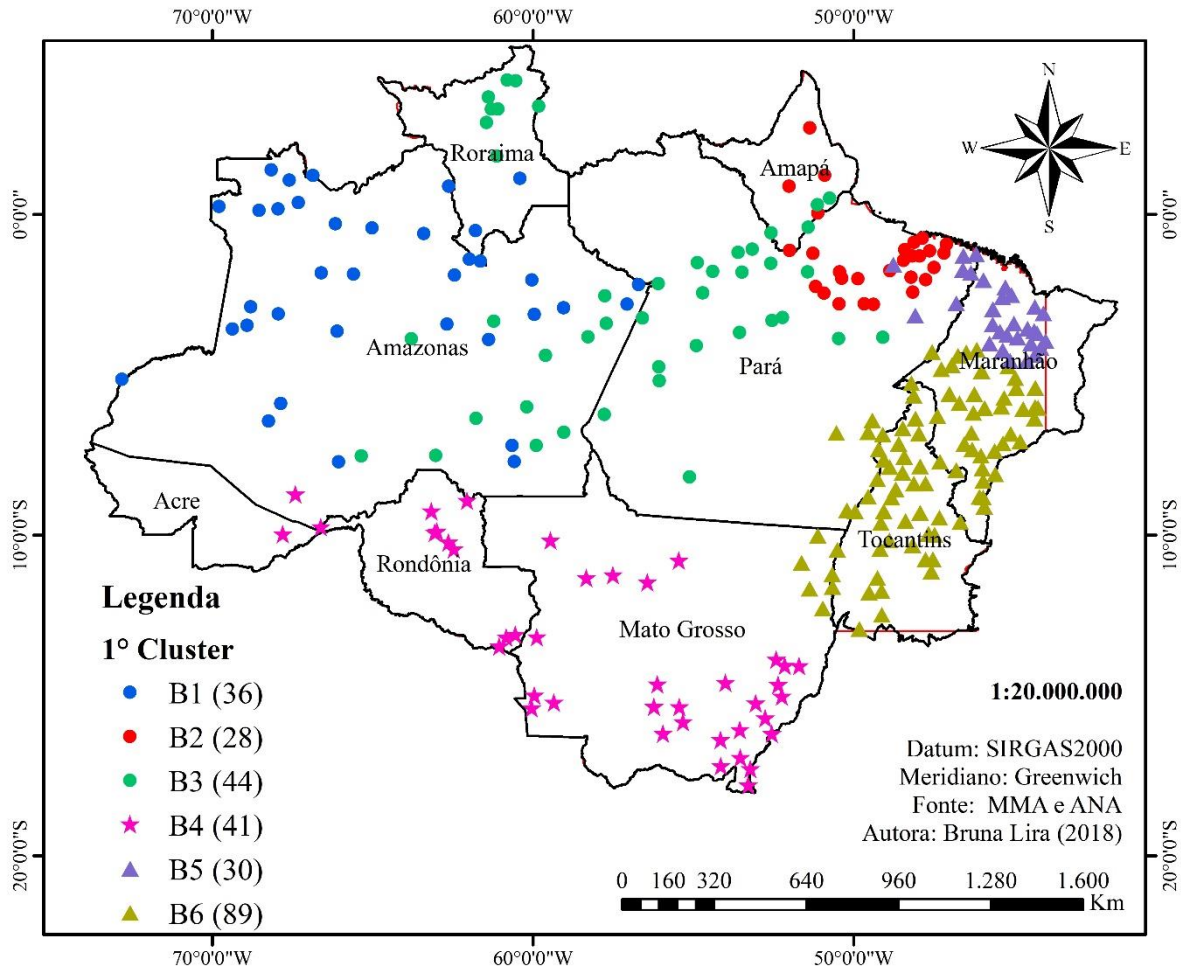 70°0'0"W 60°0'0"W 50°0'0"W
N
W E
S
Roraima
Amapá
0°0'0" 0°0'0"
Amazonas
Pará
Maranhão
Acre
Rondônia
Tocantins
10°0'0"S 10°0'0"S
Mato Grosso
Legenda
1° Cluster
B1 (36)
B2 (28)
B3 (44)
B4 (41)
B5 (30)
B6 (89)
1:20.000.000
Datum: SIRGAS2000
Meridiano: Greenwich
Fonte: MMA e ANA
Autora: Bruna Lira (2018)
20°0'0"S 20°0'0"S
0 160 320 640 960 1.280 1.600
Km
70°0'0"W 60°0'0"W 50°0'0"W